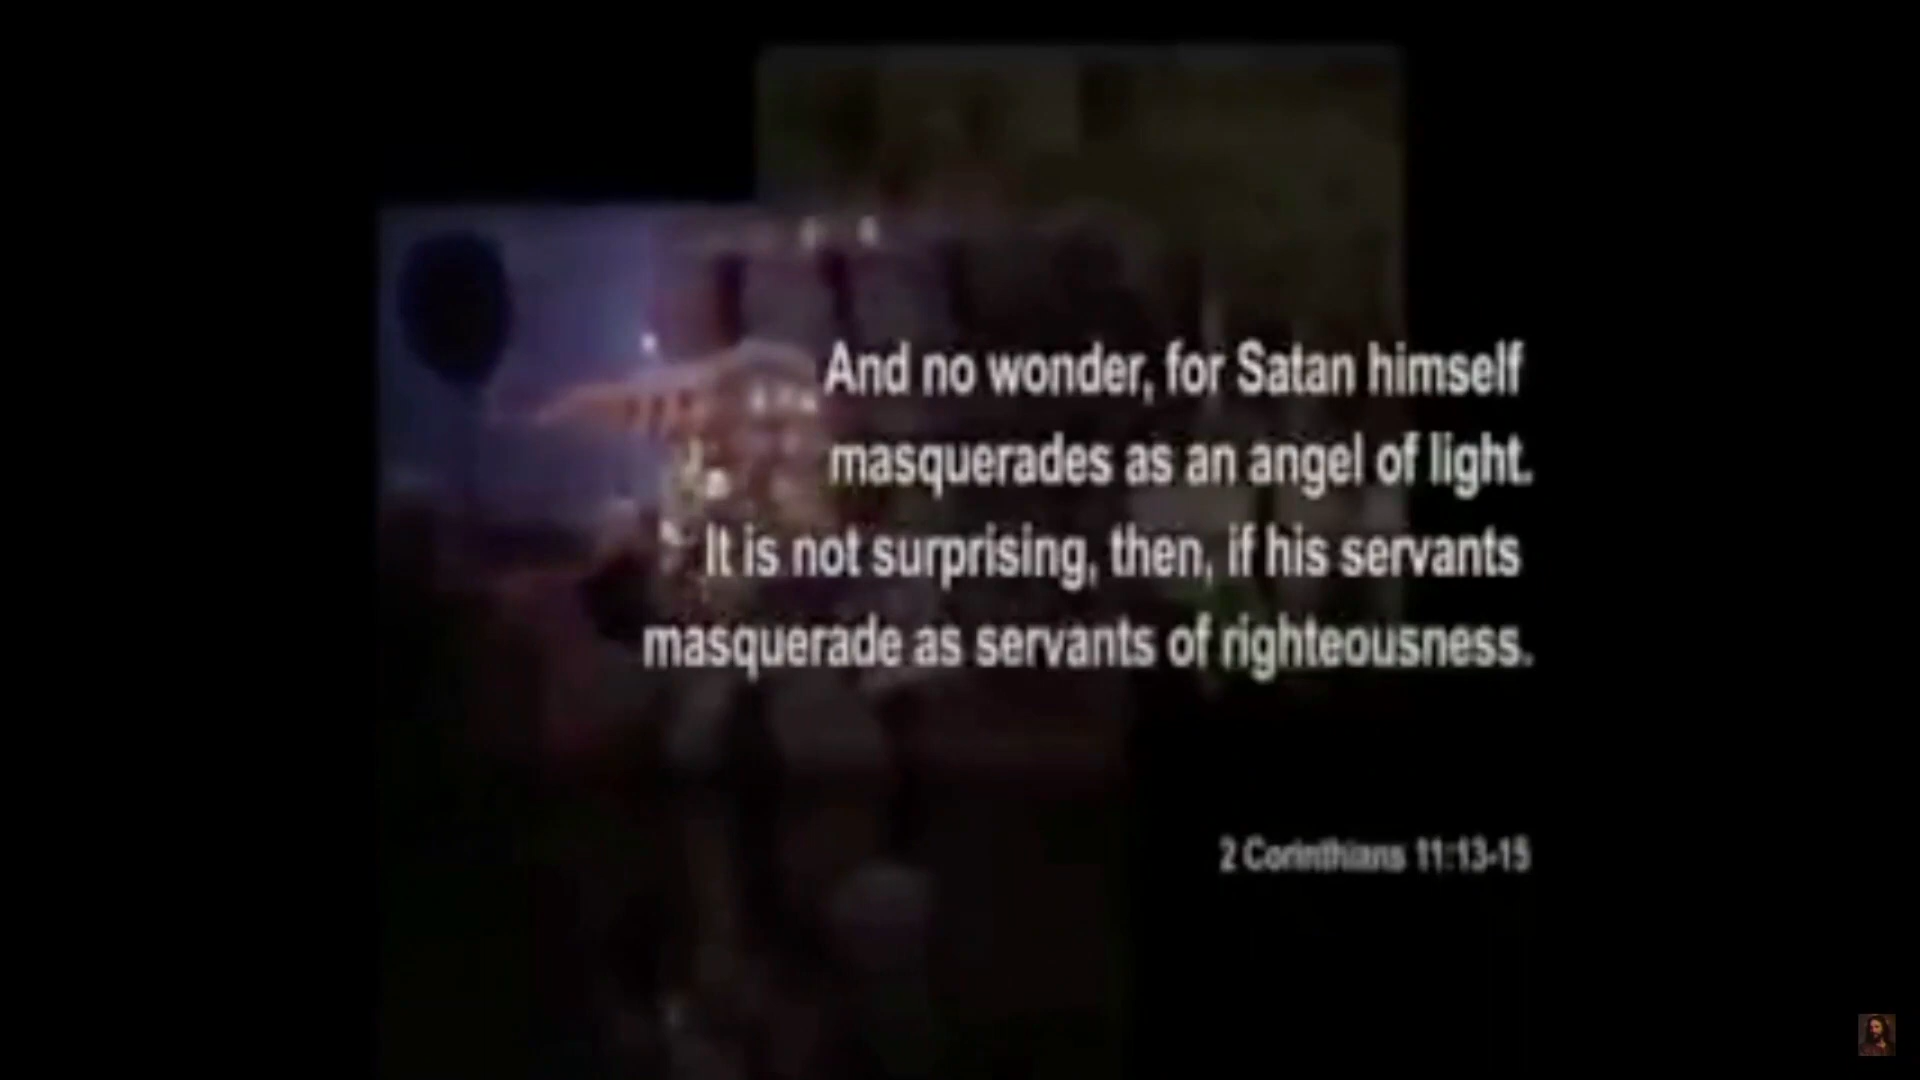 And no wonder, for Satan himself
masquerades as an angel of light.
It is not surprising, then, if his servants
masquerade as servants of righteousness.
2 Corinthians 11:13-15